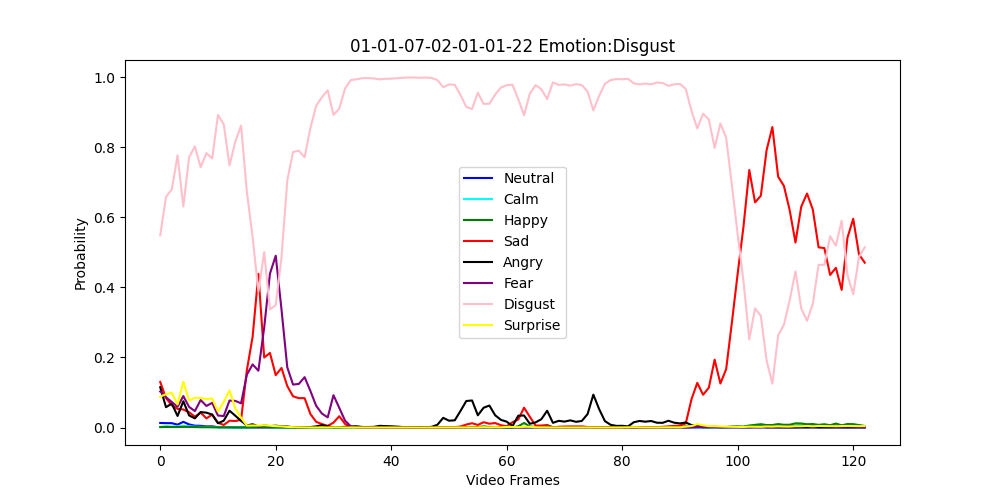 01-01-07-02-01-01-22 Emotion:Disgust
Probability
1.0
0.8
0.6
0.4
0.2
0.0
Neutral
Calm
Happy
Sad
Angry
Fear
Disgust
Surprise
0 20 40 60 80 100 120
Video Frames